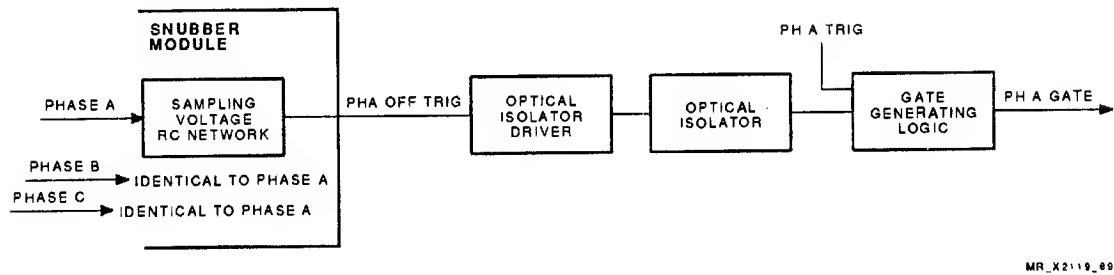 SNUBBER
MODULE
PHASE A
SAMPLING
VOLTAGE
RC NETWORK
PHA OFF TRIG
OPTICAL
ISOLATOR
DRIVER
OPTICAL
ISOLATOR
PH A TRIG
GATE
GENERATING
LOGIC
PH A GATE
PHASE B
IDENTICAL TO PHASE A
PHASE C
IDENTICAL TO PHASE A
MR_X2119_89